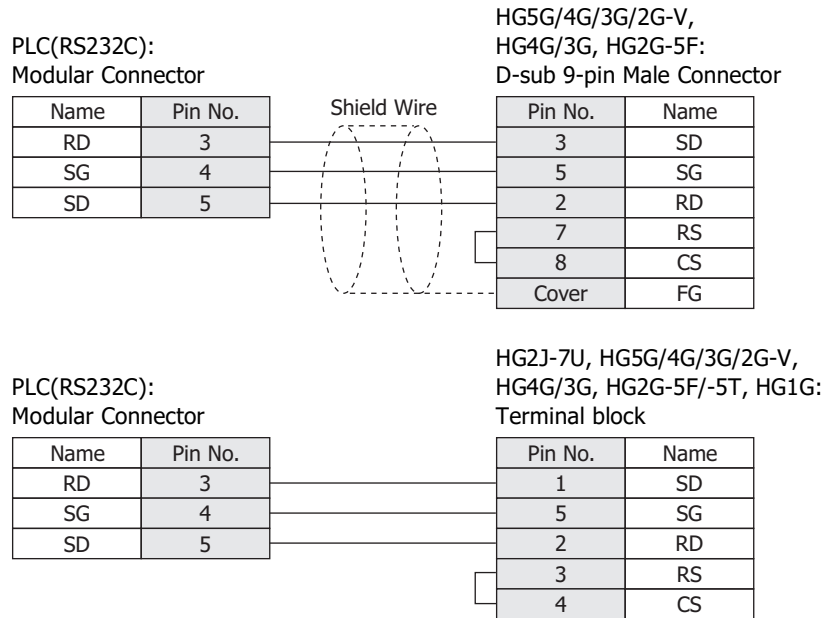 HG5G/4G/3G/2G-V,
PLC(RS232C): HG4G/3G, HG2G-5F:
Modular Connector D-sub 9-pin Male Connector
Name Pin No. Shield Wire Pin No. Name
RD 3 3 SD
SG 4 5 SG
SD 5 2 RD
7 RS
8 CS
Cover FG
HG2J-7U, HG5G/4G/3G/2G-V,
PLC(RS232C): HG4G/3G, HG2G-5F/-5T, HG1G:
Modular Connector Terminal block
Name Pin No. Pin No. Name
RD 3 1 SD
SG 4 5 SG
SD 5 2 RD
3 RS
4 CS